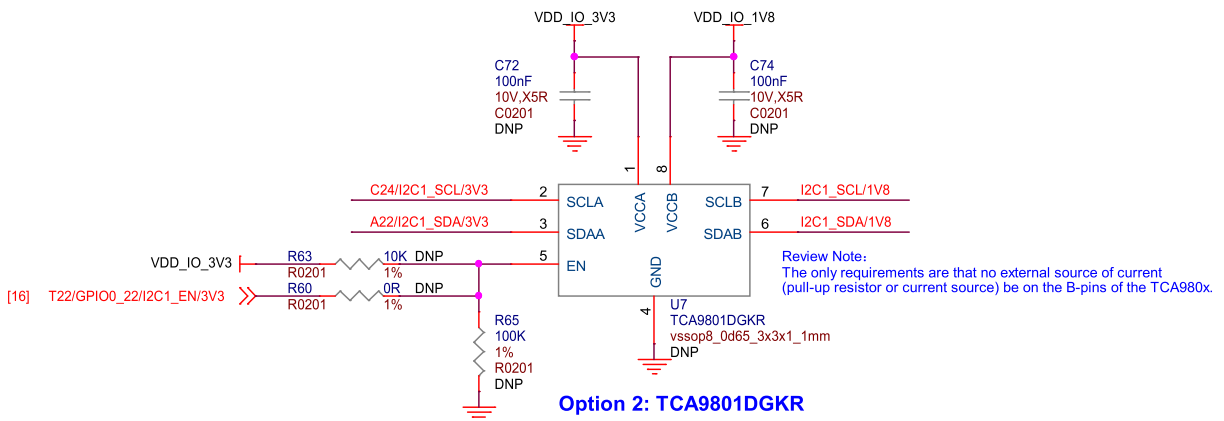 VDD_IO_3V3
VDD_IO_1V8
C72
100nF
10V,X5R
C0201
DNP
C74
100nF
10V,X5R
C0201
DNP
1
8
C24/I2C1_SCL/3V3
2
SCLA
VCCA
VCCB
SCLB
7
I2C1_SCL/1V8
A22/I2C1_SDA/3V3
3
SDAA
SDAB
6
I2C1_SDA/1V8
VDD_IO_3V3
R63
10K
DNP
R0201
1%
5
EN
GND
[16]
T22/GPIO0_22/I2C1_EN/3V3
R60
0R
DNP
R0201
1%
4
Review Note:
The only requirements are that no external source of current
(pull-up resistor or current source) be on the B-pins of the TCA980x.
R65
100K
1%
R0201
DNP
U7
TCA9801DGKR
vssop8_0d65_3x3x1_1mm
DNP
Option 2: TCA9801DGKR